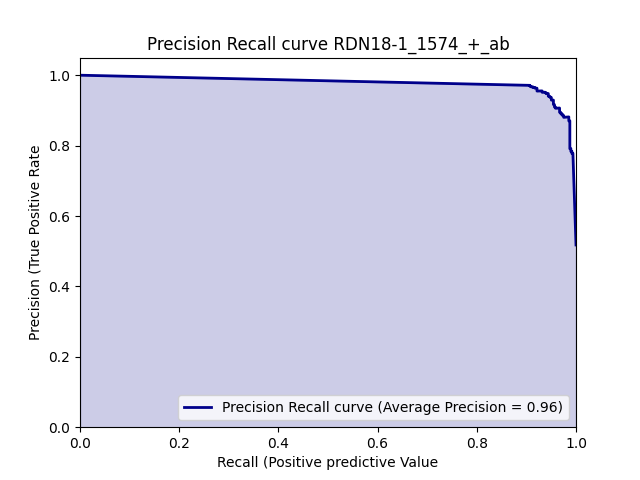 Precision Recall curve RDN18-1_1574_+_ab
Precision (True Positive Rate
1.0
0.8
0.6
0.4
0.2
0.0
Precision Recall curve (Average Precision = 0.96)
0.0 0.2 0.4 0.6 0.8 1.0
Recall (Positive predictive Value